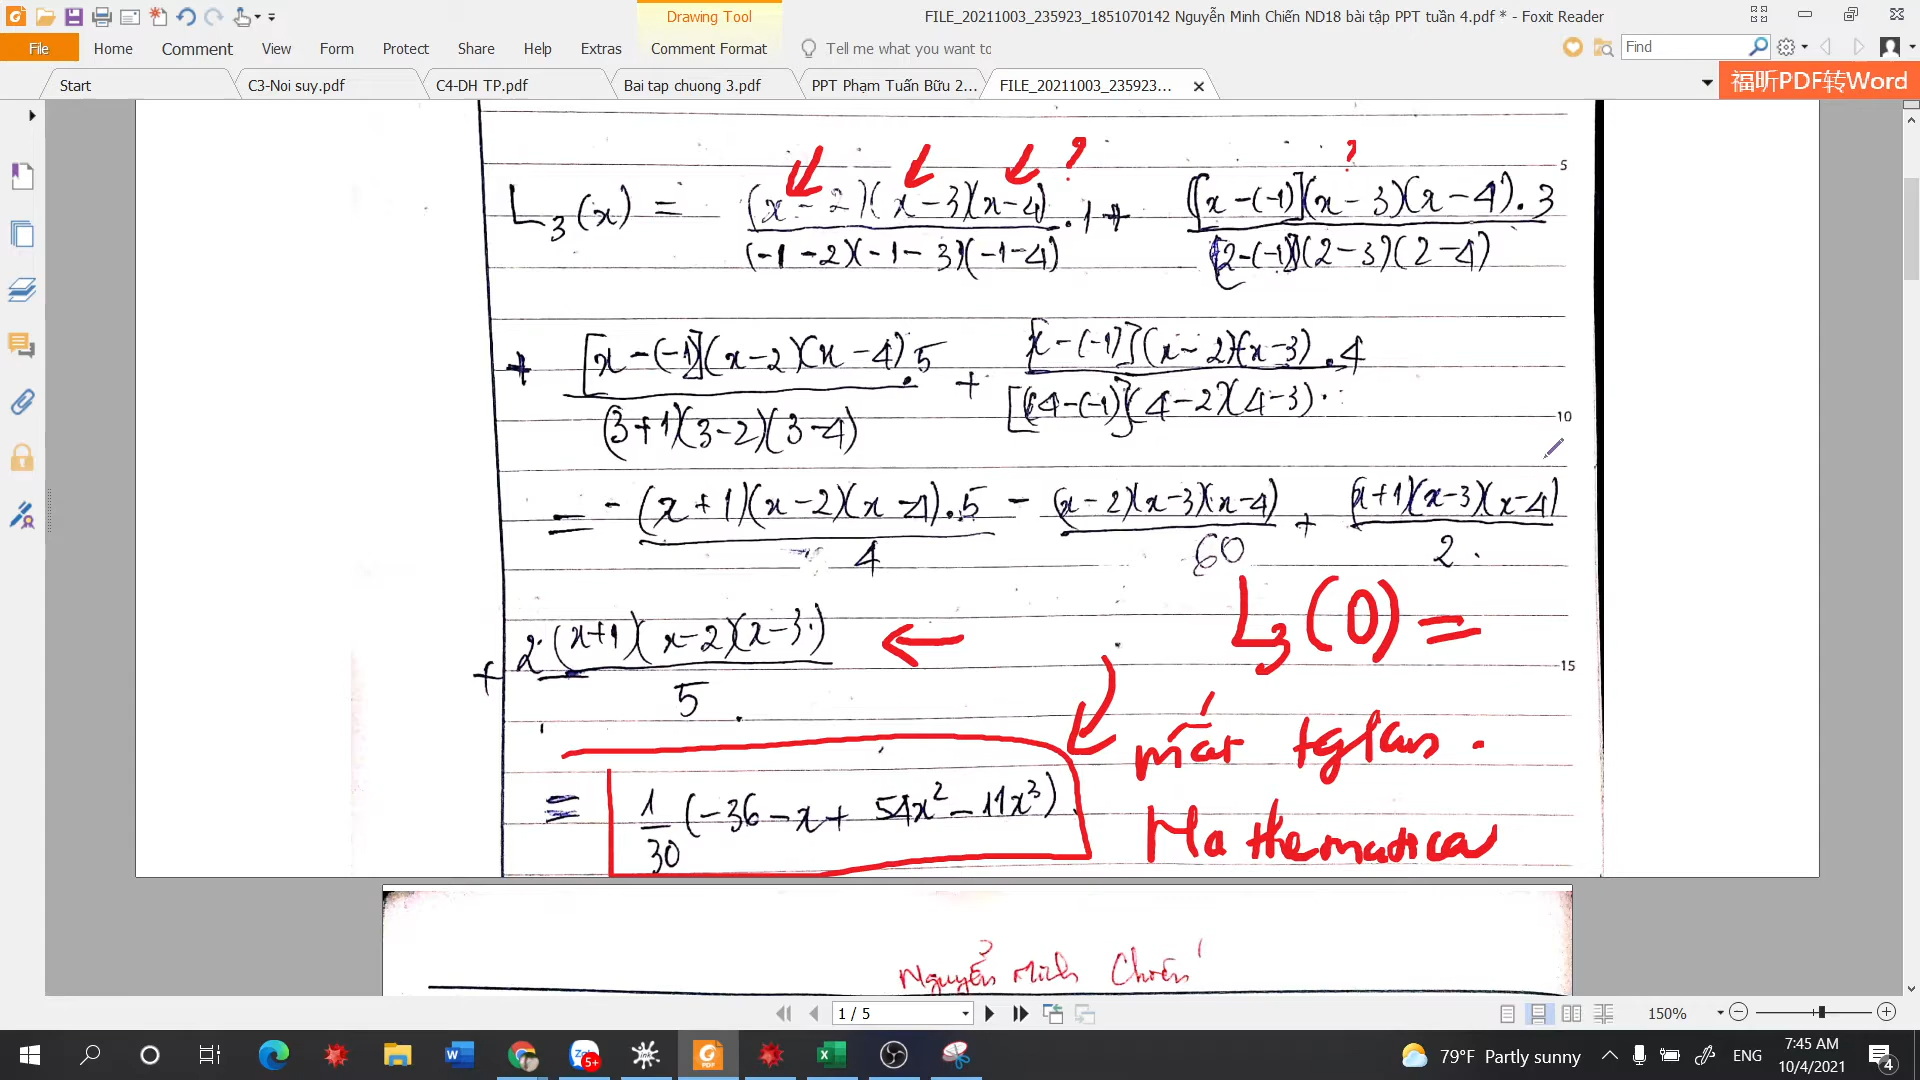 Drawing Tool
FILE_20211003_235923_1851070142 Nguyễn Minh Chiến ND18 bài tập PPT tuần 4.pdf * - Foxit Reader
File Home Comment View Form Protect Share Help Extras Comment Format Tell me what you want to Find
Start C3-Noi suy.pdf C4-DH TP.pdf Bai tap chuong 3.pdf PPT Phạm Tuấn Bữu 2... FILE_20211003_235923... 福昕PDF转Word
? ?
5
L₃(x) = (x-2)(x-3)(x-4)/(-1-2)(-1-3)(-1-4) .1 + [x-(-1)](x-3)(x-4).3/[2-(-1)](2-3)(2-4)
+ [x-(-1)](x-2)(x-4).5/(3+1)(3-2)(3-4) + [x-(-1)](x-2)(x-3).4/[4-(-1)](4-2)(4-3)
10
= - (x+1)(x-2)(x-4).5/4 - (x-2)(x-3)(x-4)/60 + (x+1)(x-3)(x-4)/2
L₃(0) =
+ 2.(x+1)(x-2)(x-3)/5
15
= 1/30 (-36 - x + 54x² - 11x³)
Mathematica
Nguyễn Minh Chiến
1 / 5 150%
5+ 79°F Partly sunny ENG 7:45 AM
10/4/2021 4